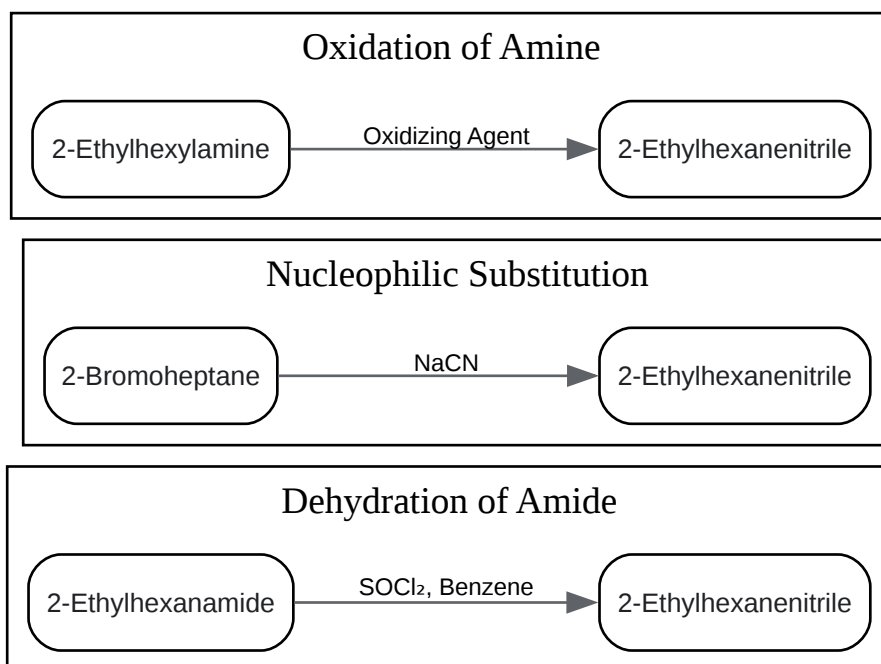 Oxidation of Amine
2-Ethylhexylamine
Oxidizing Agent
2-Ethylhexanenitrile
Nucleophilic Substitution
2-Bromoheptane
NaCN
2-Ethylhexanenitrile
Dehydration of Amide
2-Ethylhexanamide
SOCl₂, Benzene
2-Ethylhexanenitrile